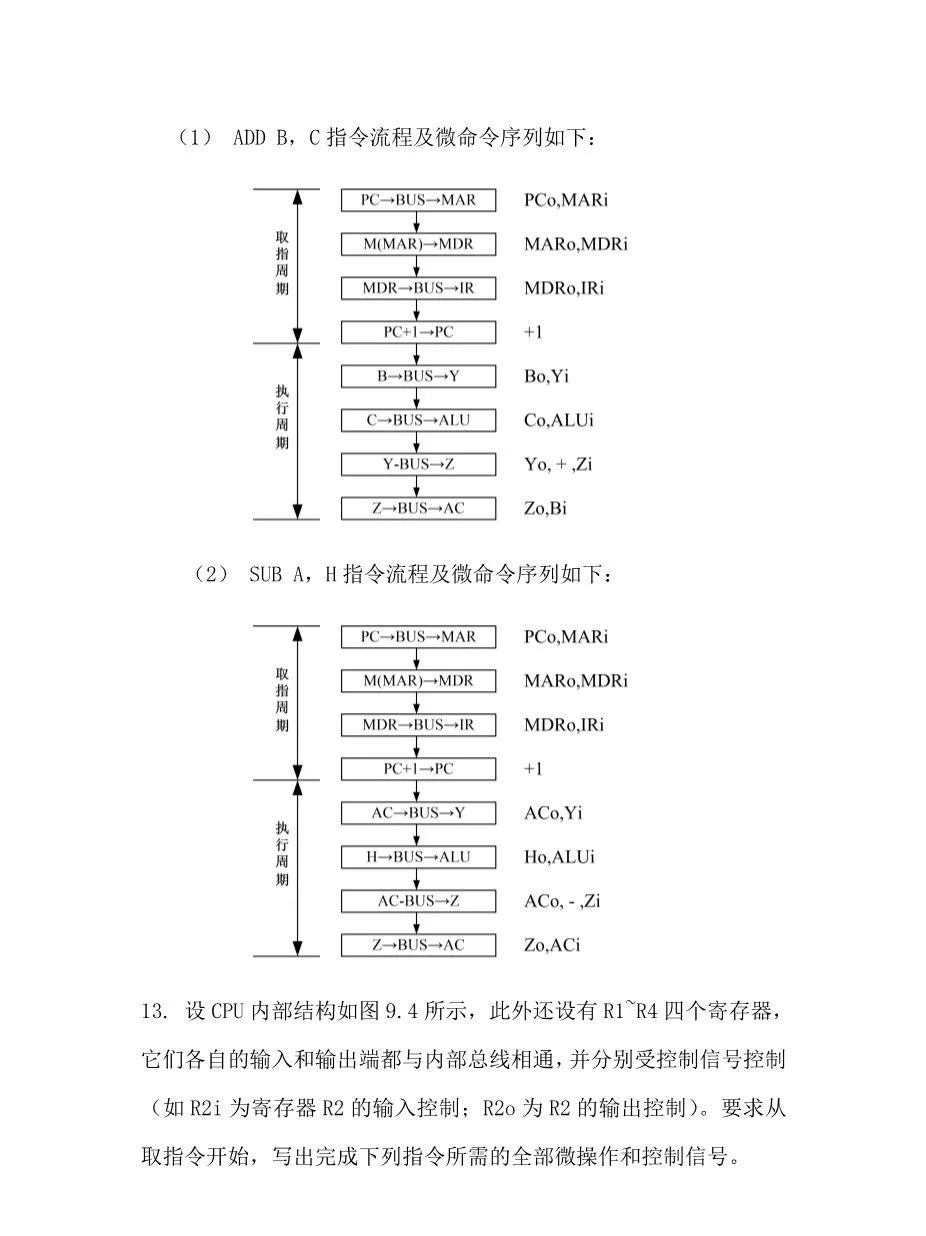 （1） ADD B，C 指令流程及微命令序列如下：
取指周期
PC→BUS→MAR PCo,MARi
M(MAR)→MDR MARo,MDRi
MDR→BUS→IR MDRo,IRi
PC+1→PC +1
执行周期
B→BUS→Y Bo,Yi
C→BUS→ALU Co,ALUi
Y-BUS→Z Yo,+,Zi
Z→BUS→AC Zo,Bi
（2） SUB A，H 指令流程及微命令序列如下：
取指周期
PC→BUS→MAR PCo,MARi
M(MAR)→MDR MARo,MDRi
MDR→BUS→IR MDRo,IRi
PC+1→PC +1
执行周期
AC→BUS→Y ACo,Yi
H→BUS→ALU Ho,ALUi
AC-BUS→Z ACo,-,Zi
Z→BUS→AC Zo,ACi
13. 设 CPU 内部结构如图 9.4 所示，此外还设有 R1~R4 四个寄存器，
它们各自的输入和输出端都与内部总线相通，并分别受控制信号控制
（如 R2i 为寄存器 R2 的输入控制；R2o 为 R2 的输出控制）。要求从
取指令开始，写出完成下列指令所需的全部微操作和控制信号。